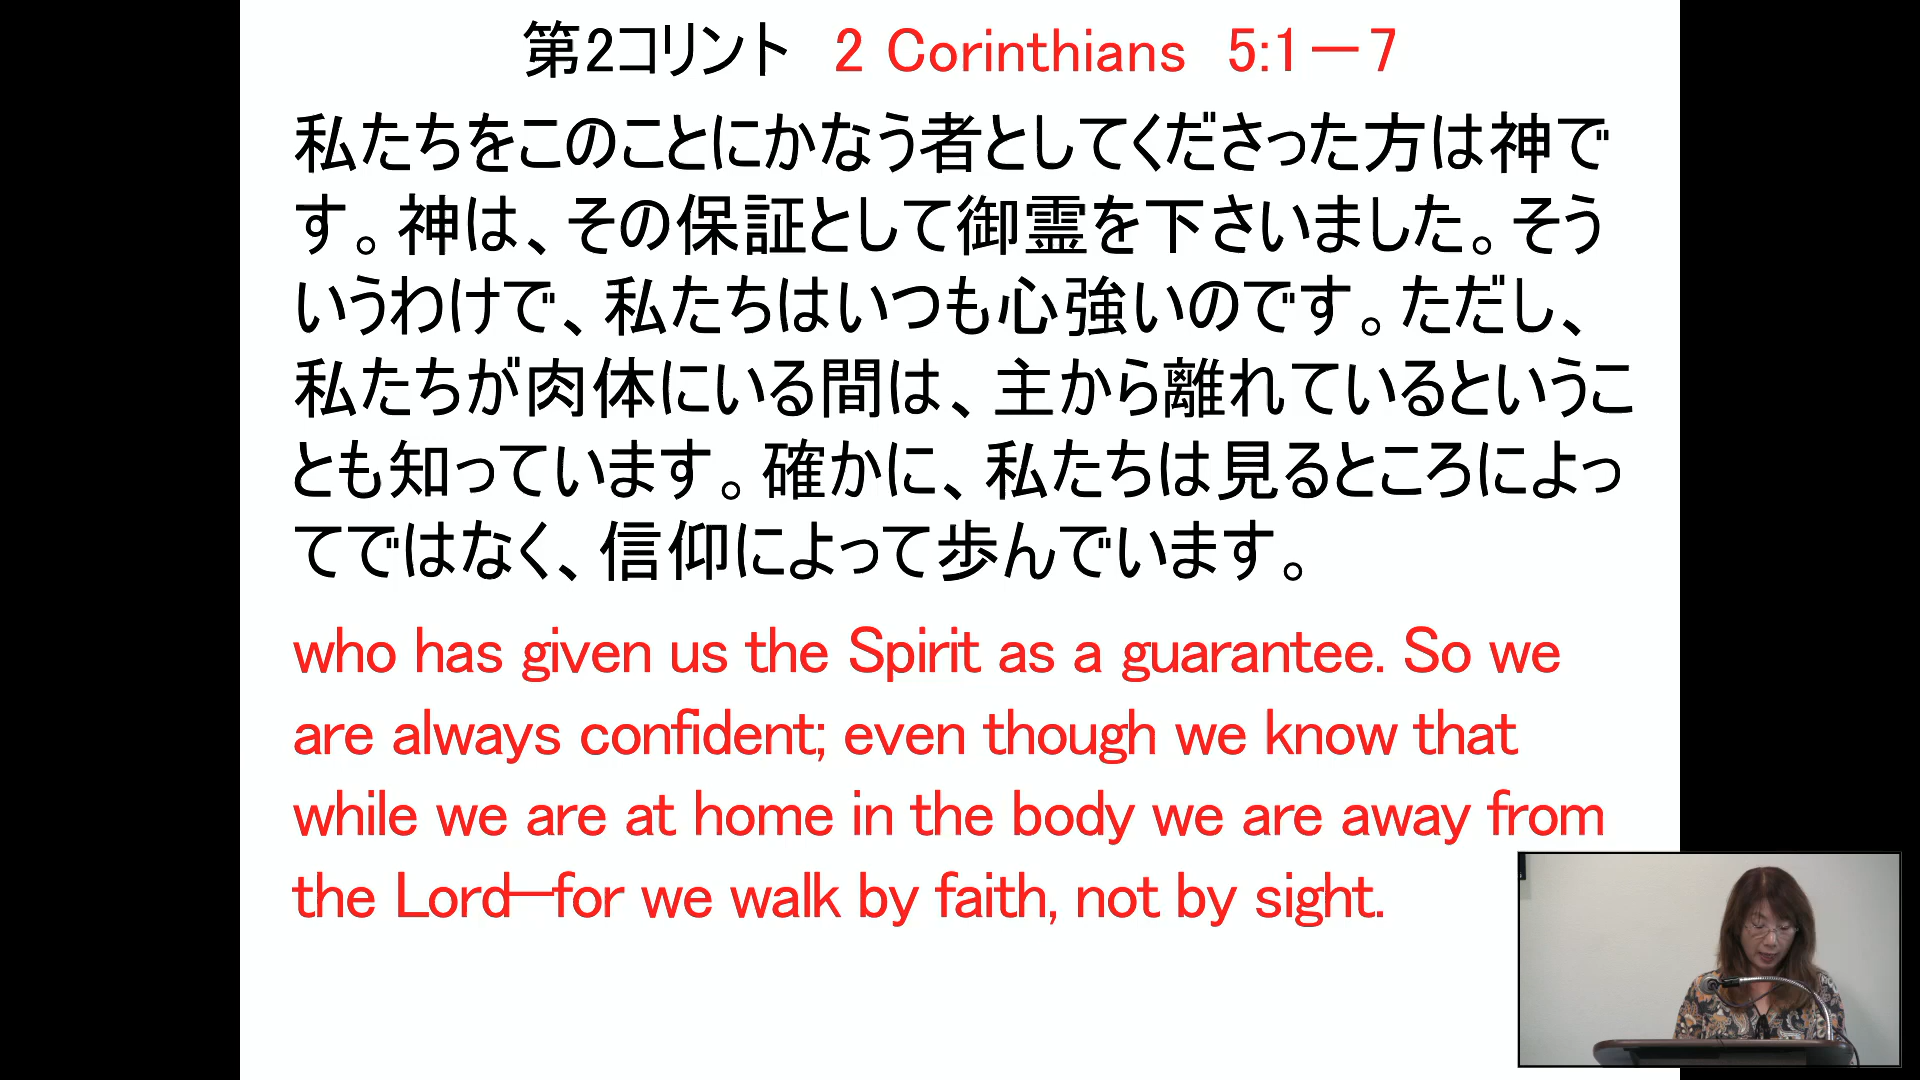 第2コリント 2 Corinthians 5:1－7
私たちをこのことにかなう者としてくださった方は神で
す。神は、その保証として御霊を下さいました。そう
いうわけで、私たちはいつも心強いのです。ただし、
私たちが肉体にいる間は、主から離れているというこ
とも知っています。確かに、私たちは見るところによっ
てではなく、信仰によって歩んでいます。
who has given us the Spirit as a guarantee. So we
are always confident; even though we know that
while we are at home in the body we are away from
the Lord—for we walk by faith, not by sight.